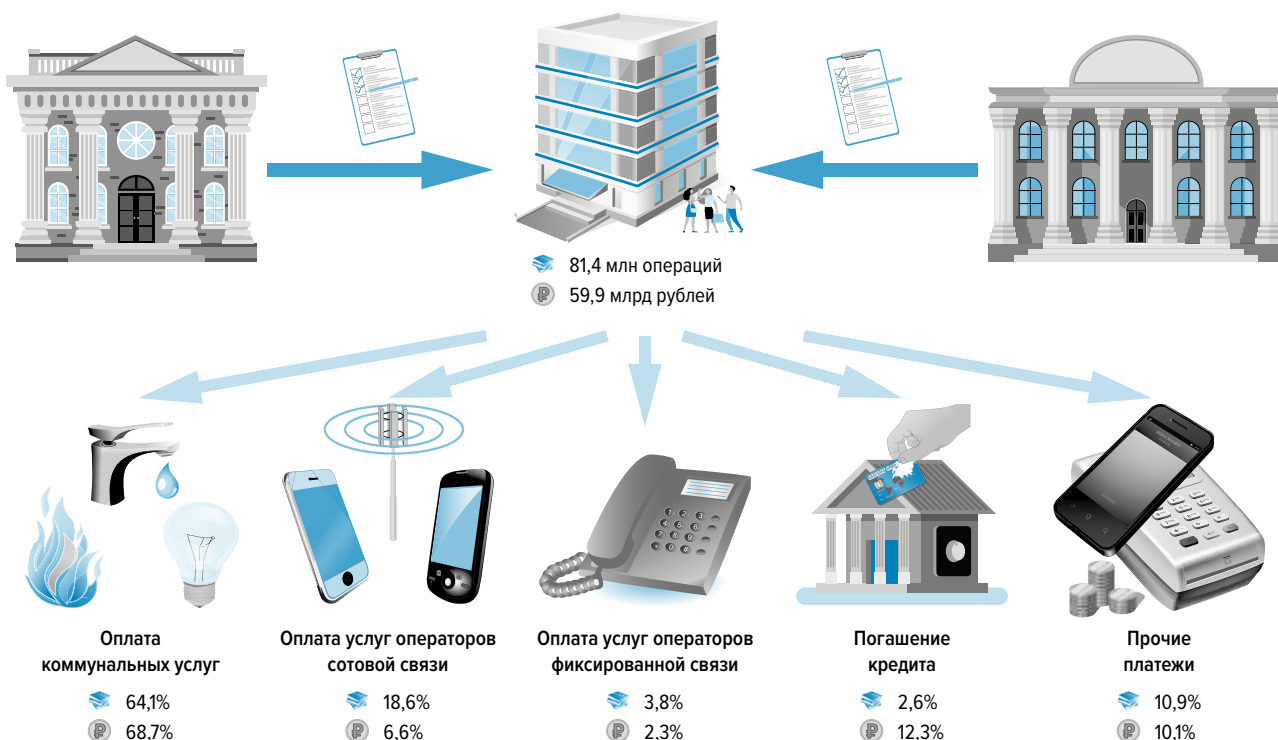 81,4 млн операций
59,9 млрд рублей
Оплата
коммунальных услуг
64,1%
68,7%
Оплата услуг операторов
сотовой связи
18,6%
6,6%
Оплата услуг операторов
фиксированной связи
3,8%
2,3%
Погашение
кредита
2,6%
12,3%
Прочие
платежи
10,9%
10,1%